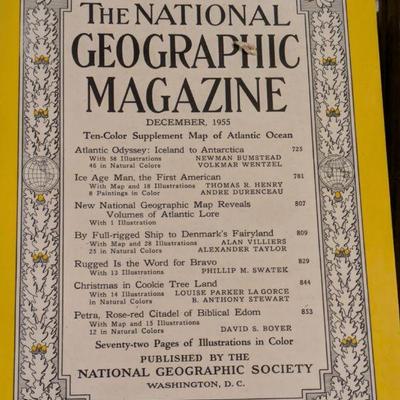 THE NATIONAL
GEOGRAPHIC
MAGAZINE
DECEMBER, 1955
Ten-Color Supplement Map of Atlantic Ocean
Atlantic Odyssey: Iceland to Antarctica 723
With 58 Illustrations NEWMAN BUMSTEAD
46 in Natural Colors VOLKMAR WENTZEL
Ice Age Man, the First American 781
With Map and 18 Illustrations THOMAS R. HENRY
8 Paintings in Color ANDRE DURENCEAU
New National Geographic Map Reveals 807
Volumes of Atlantic Lore
With 1 Illustration
By Full-rigged Ship to Denmark's Fairyland 809
With Map and 28 Illustrations ALAN VILLIERS
25 in Natural Colors ALEXANDER TAYLOR
Rugged Is the Word for Bravo 829
With 13 Illustrations PHILLIP M. SWATEK
Christmas in Cookie Tree Land 844
With 14 Illustrations LOUISE PARKER LA GORCE
in Natural Colors B. ANTHONY STEWART
Petra, Rose-red Citadel of Biblical Edom 853
With Map and 15 Illustrations
12 in Natural Colors DAVID S. BOYER
Seventy-two Pages of Illustrations in Color
PUBLISHED BY THE
NATIONAL GEOGRAPHIC SOCIETY
WASHINGTON, D. C.